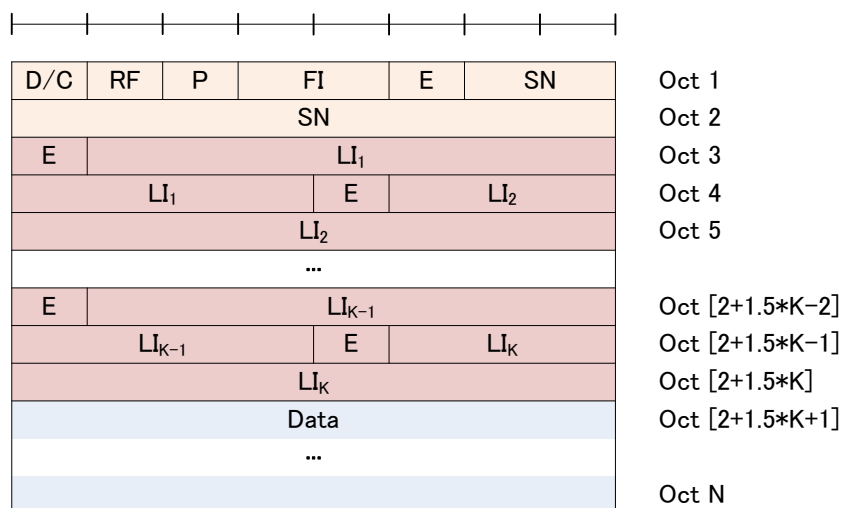 D/C RF P FI E SN Oct 1
SN Oct 2
E LI₁ Oct 3
LI₁ E LI₂ Oct 4
LI₂ Oct 5
...
E LIK₋₁ Oct [2+1.5*K-2]
LIK₋₁ E LIK Oct [2+1.5*K-1]
LIK Oct [2+1.5*K]
Data Oct [2+1.5*K+1]
...
Oct N